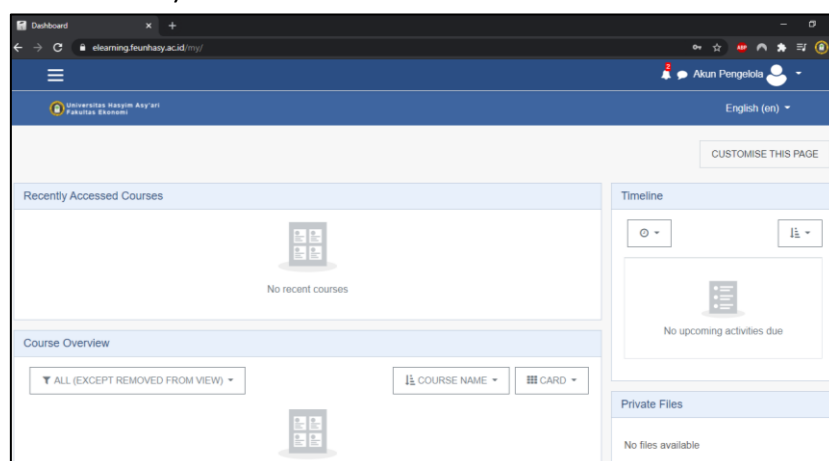 Dashboard
elearning.feunhasy.ac.id/my/
ABP
2
Akun Pengelola
Universitas Hasyim Asy'ari
Fakultas Ekonomi
English (en)
CUSTOMISE THIS PAGE
Recently Accessed Courses
No recent courses
Timeline
No upcoming activities due
Course Overview
ALL (EXCEPT REMOVED FROM VIEW)
COURSE NAME
CARD
Private Files
No files available